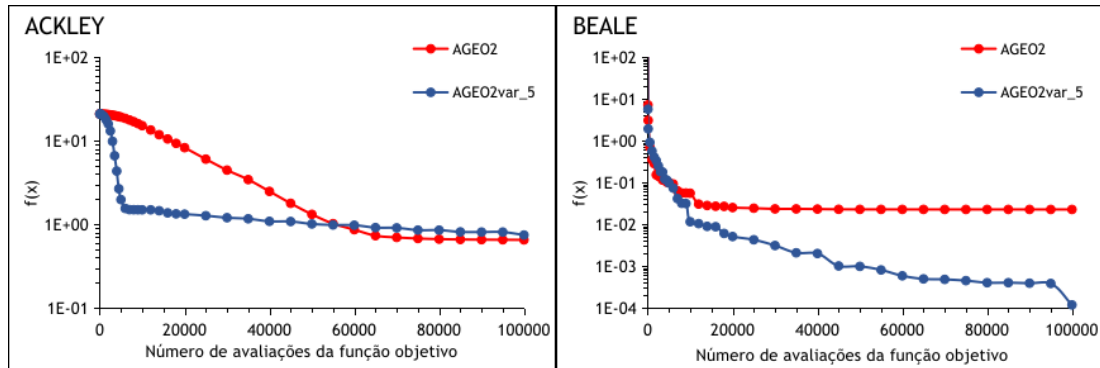 ACKLEY
AGEO2
AGEO2var_5
1E+02
1E+01
1E+00
1E-01
f(x)
0
20000
40000
60000
80000
100000
Número de avaliações da função objetivo
BEALE
AGEO2
AGEO2var_5
1E+02
1E+01
1E+00
1E-01
1E-02
1E-03
1E-04
f(x)
0
20000
40000
60000
80000
100000
Número de avaliações da função objetivo